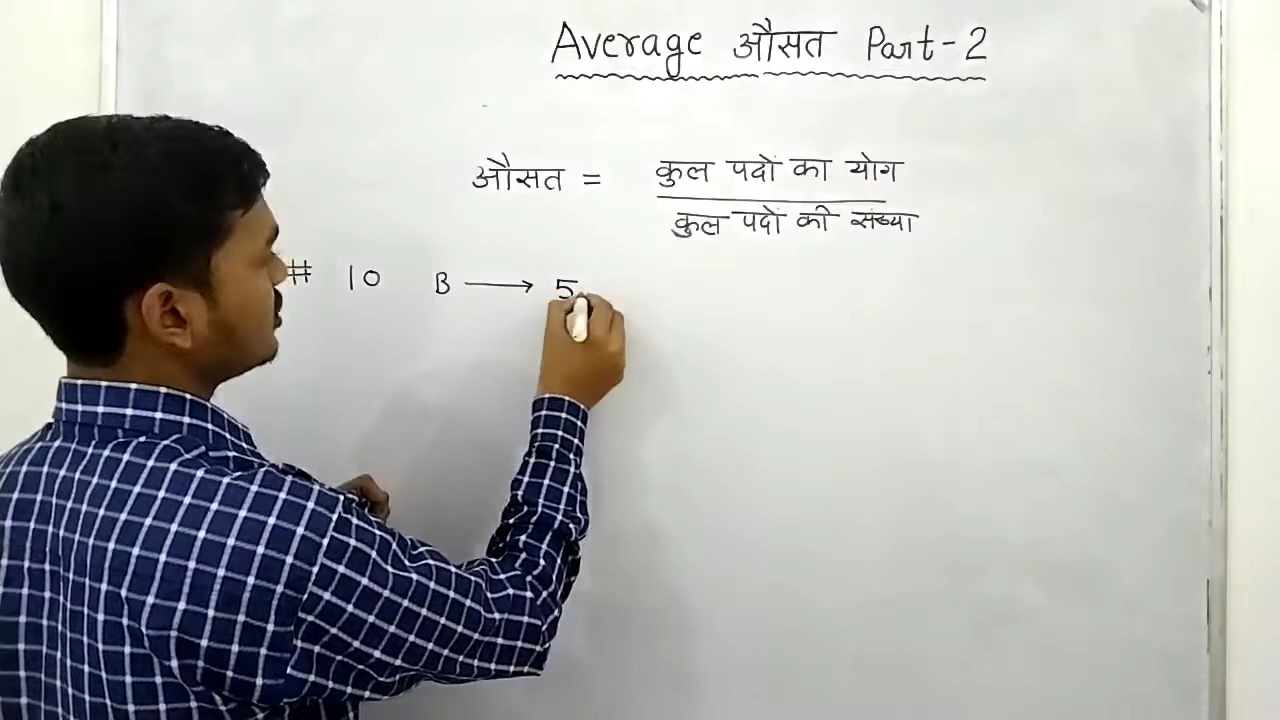 Average औसत Part-2
औसत = कुल पदो का योग
कुल पदो की संख्या
# 10 B → 5